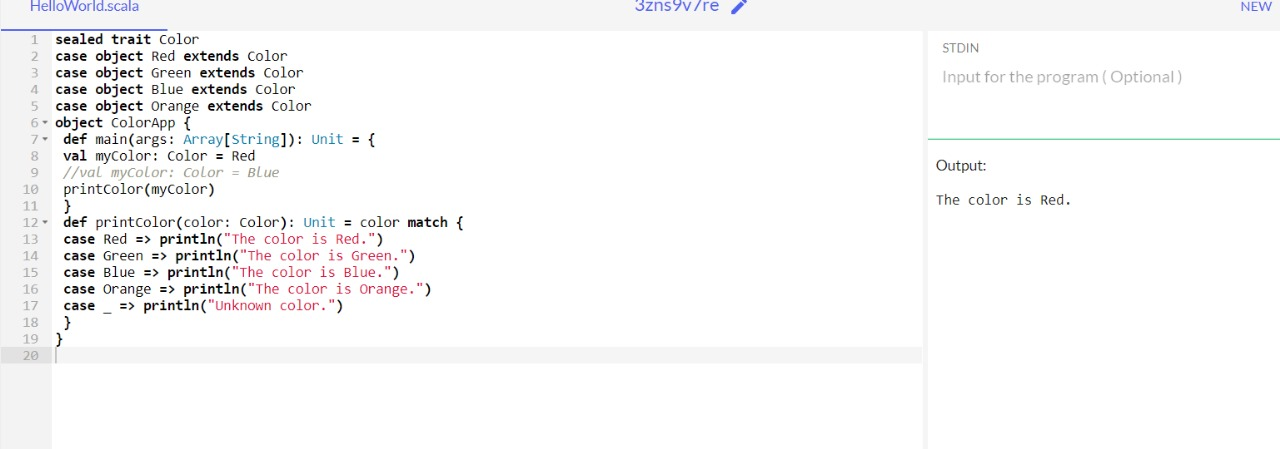 HelloWorld.scala
3zns9v7re
NEW
1 sealed trait Color
2 case object Red extends Color
3 case object Green extends Color
4 case object Blue extends Color
5 case object Orange extends Color
6 object ColorApp {
7 def main(args: Array[String]): Unit = {
8 val myColor: Color = Red
9 //val myColor: Color = Blue
10 printColor(myColor)
11 }
12 def printColor(color: Color): Unit = color match {
13 case Red => println("The color is Red.")
14 case Green => println("The color is Green.")
15 case Blue => println("The color is Blue.")
16 case Orange => println("The color is Orange.")
17 case _ => println("Unknown color.")
18 }
19 }
20
STDIN
Input for the program ( Optional )
Output:
The color is Red.